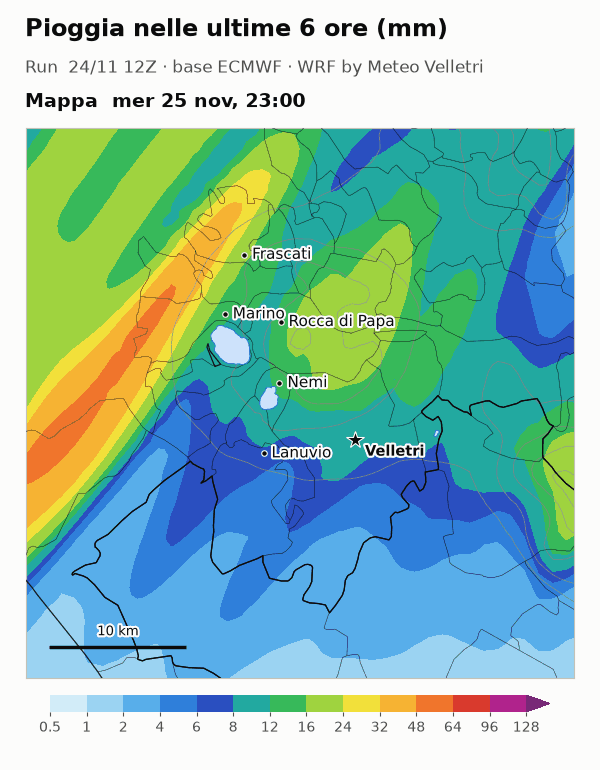 Pioggia nelle ultime 6 ore (mm)
Run  24/11 12Z · base ECMWF · WRF by Meteo Velletri
Mappa  mer 25 nov, 23:00
Frascati
Marino
Rocca di Papa
Nemi
Velletri
Lanuvio
10 km
0.5 1 2 4 6 8 12 16 24 32 48 64 96 128